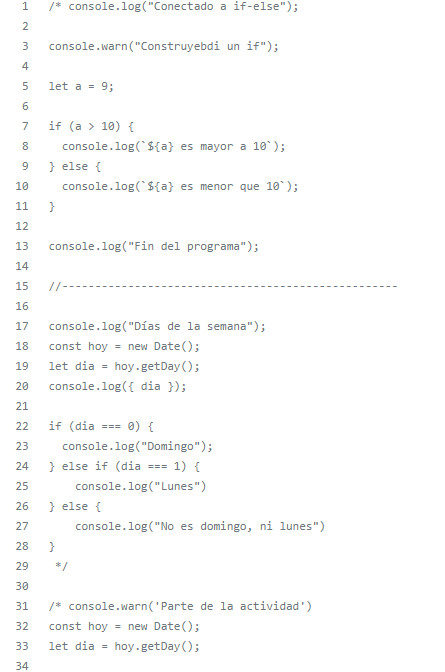 1 /* console.log("Conectado a if-else");
2
3 console.warn("Construyebdi un if");
4
5 let a = 9;
6
7 if (a > 10) {
8   console.log(`${a} es mayor a 10`);
9 } else {
10   console.log(`${a} es menor que 10`);
11 }
12
13 console.log("Fin del programa");
14
15 //---------------------------------------------------
16
17 console.log("Días de la semana");
18 const hoy = new Date();
19 let dia = hoy.getDay();
20 console.log({ dia });
21
22 if (dia === 0) {
23   console.log("Domingo");
24 } else if (dia === 1) {
25     console.log("Lunes")
26 } else {
27     console.log("No es domingo, ni lunes")
28 }
29  */
30
31 /* console.warn('Parte de la actividad')
32 const hoy = new Date();
33 let dia = hoy.getDay();
34